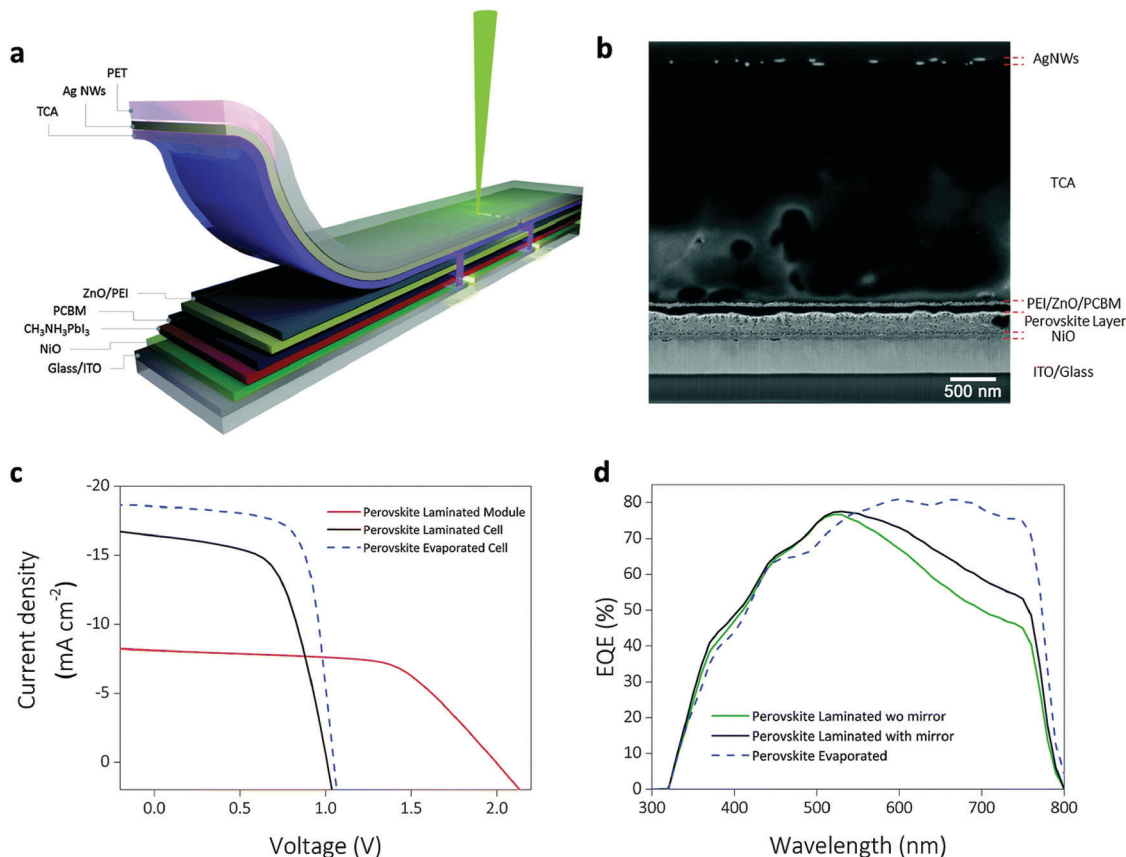 a
PET
Ag NWs
TCA
ZnO/PEI
PCBM
CH₃NH₃PbI₃
NiO
Glass/ITO
b
AgNWs
TCA
PEI/ZnO/PCBM
Perovskite Layer
NiO
ITO/Glass
500 nm
c
-20
-15
-10
-5
0
0.0 0.5 1.0 1.5 2.0
Current density
(mA cm⁻²)
Voltage (V)
Perovskite Laminated Module
Perovskite Laminated Cell
Perovskite Evaporated Cell
d
80
70
60
50
40
30
20
10
0
300 400 500 600 700 800
EQE (%)
Wavelength (nm)
Perovskite Laminated wo mirror
Perovskite Laminated with mirror
Perovskite Evaporated